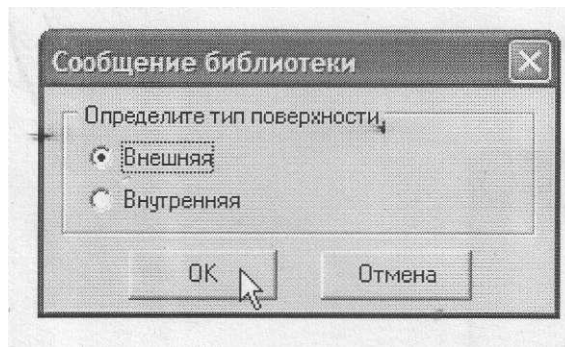 Сообщение библиотеки
Определите тип поверхности
Внешняя
Внутренняя
OK
Отмена